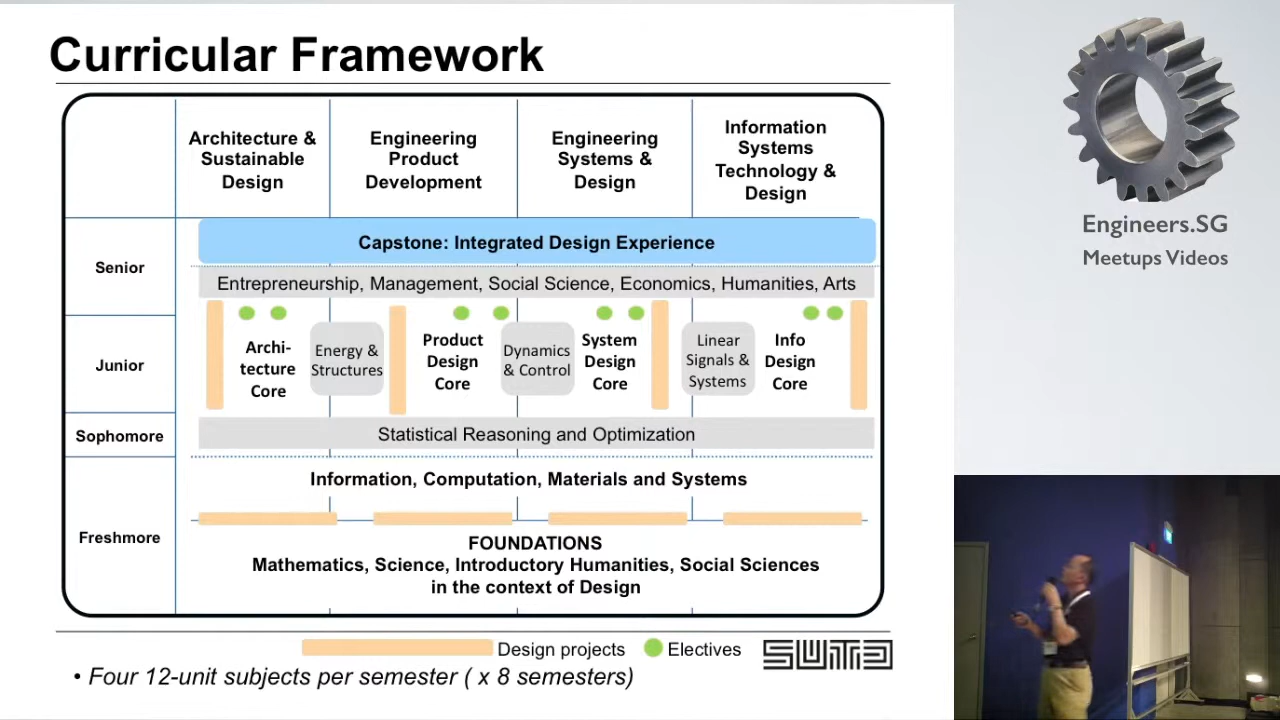 Curricular Framework
Architecture &
Sustainable
Design
Engineering
Product
Development
Engineering
Systems &
Design
Information
Systems
Technology &
Design
Senior
Capstone: Integrated Design Experience
Entrepreneurship, Management, Social Science, Economics, Humanities, Arts
Junior
Archi-
tecture
Core
Energy &
Structures
Product
Design
Core
Dynamics
& Control
System
Design
Core
Linear
Signals &
Systems
Info
Design
Core
Sophomore
Statistical Reasoning and Optimization
Freshmore
Information, Computation, Materials and Systems
FOUNDATIONS
Mathematics, Science, Introductory Humanities, Social Sciences
in the context of Design
Design projects
Electives
SUTD
• Four 12-unit subjects per semester ( x 8 semesters)
Engineers.SG
Meetups Videos